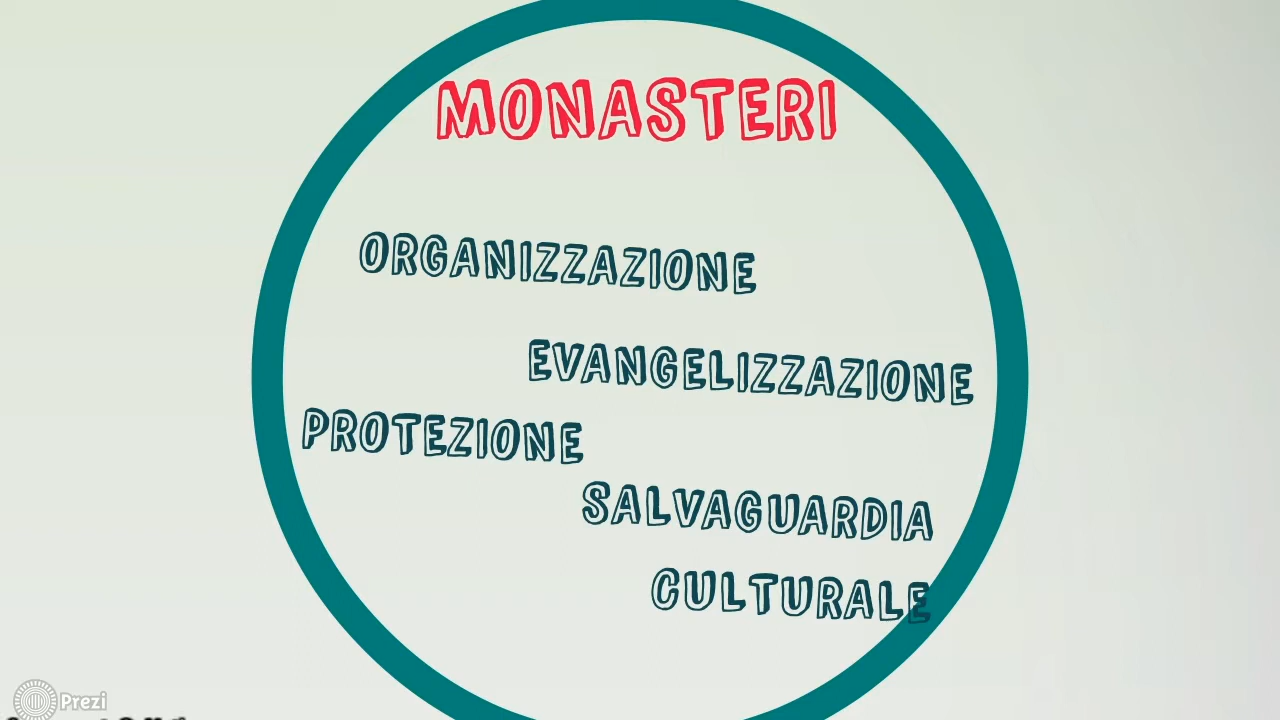 MONASTERI
ORGANIZZAZIONE
EVANGELIZZAZIONE
PROTEZIONE
SALVAGUARDIA
CULTURALE
Prezi